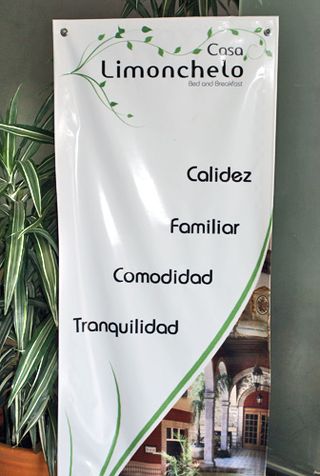 Casa
Limonchelo
Bed and Breakfast
Calidez
Familiar
Comodidad
Tranquilidad